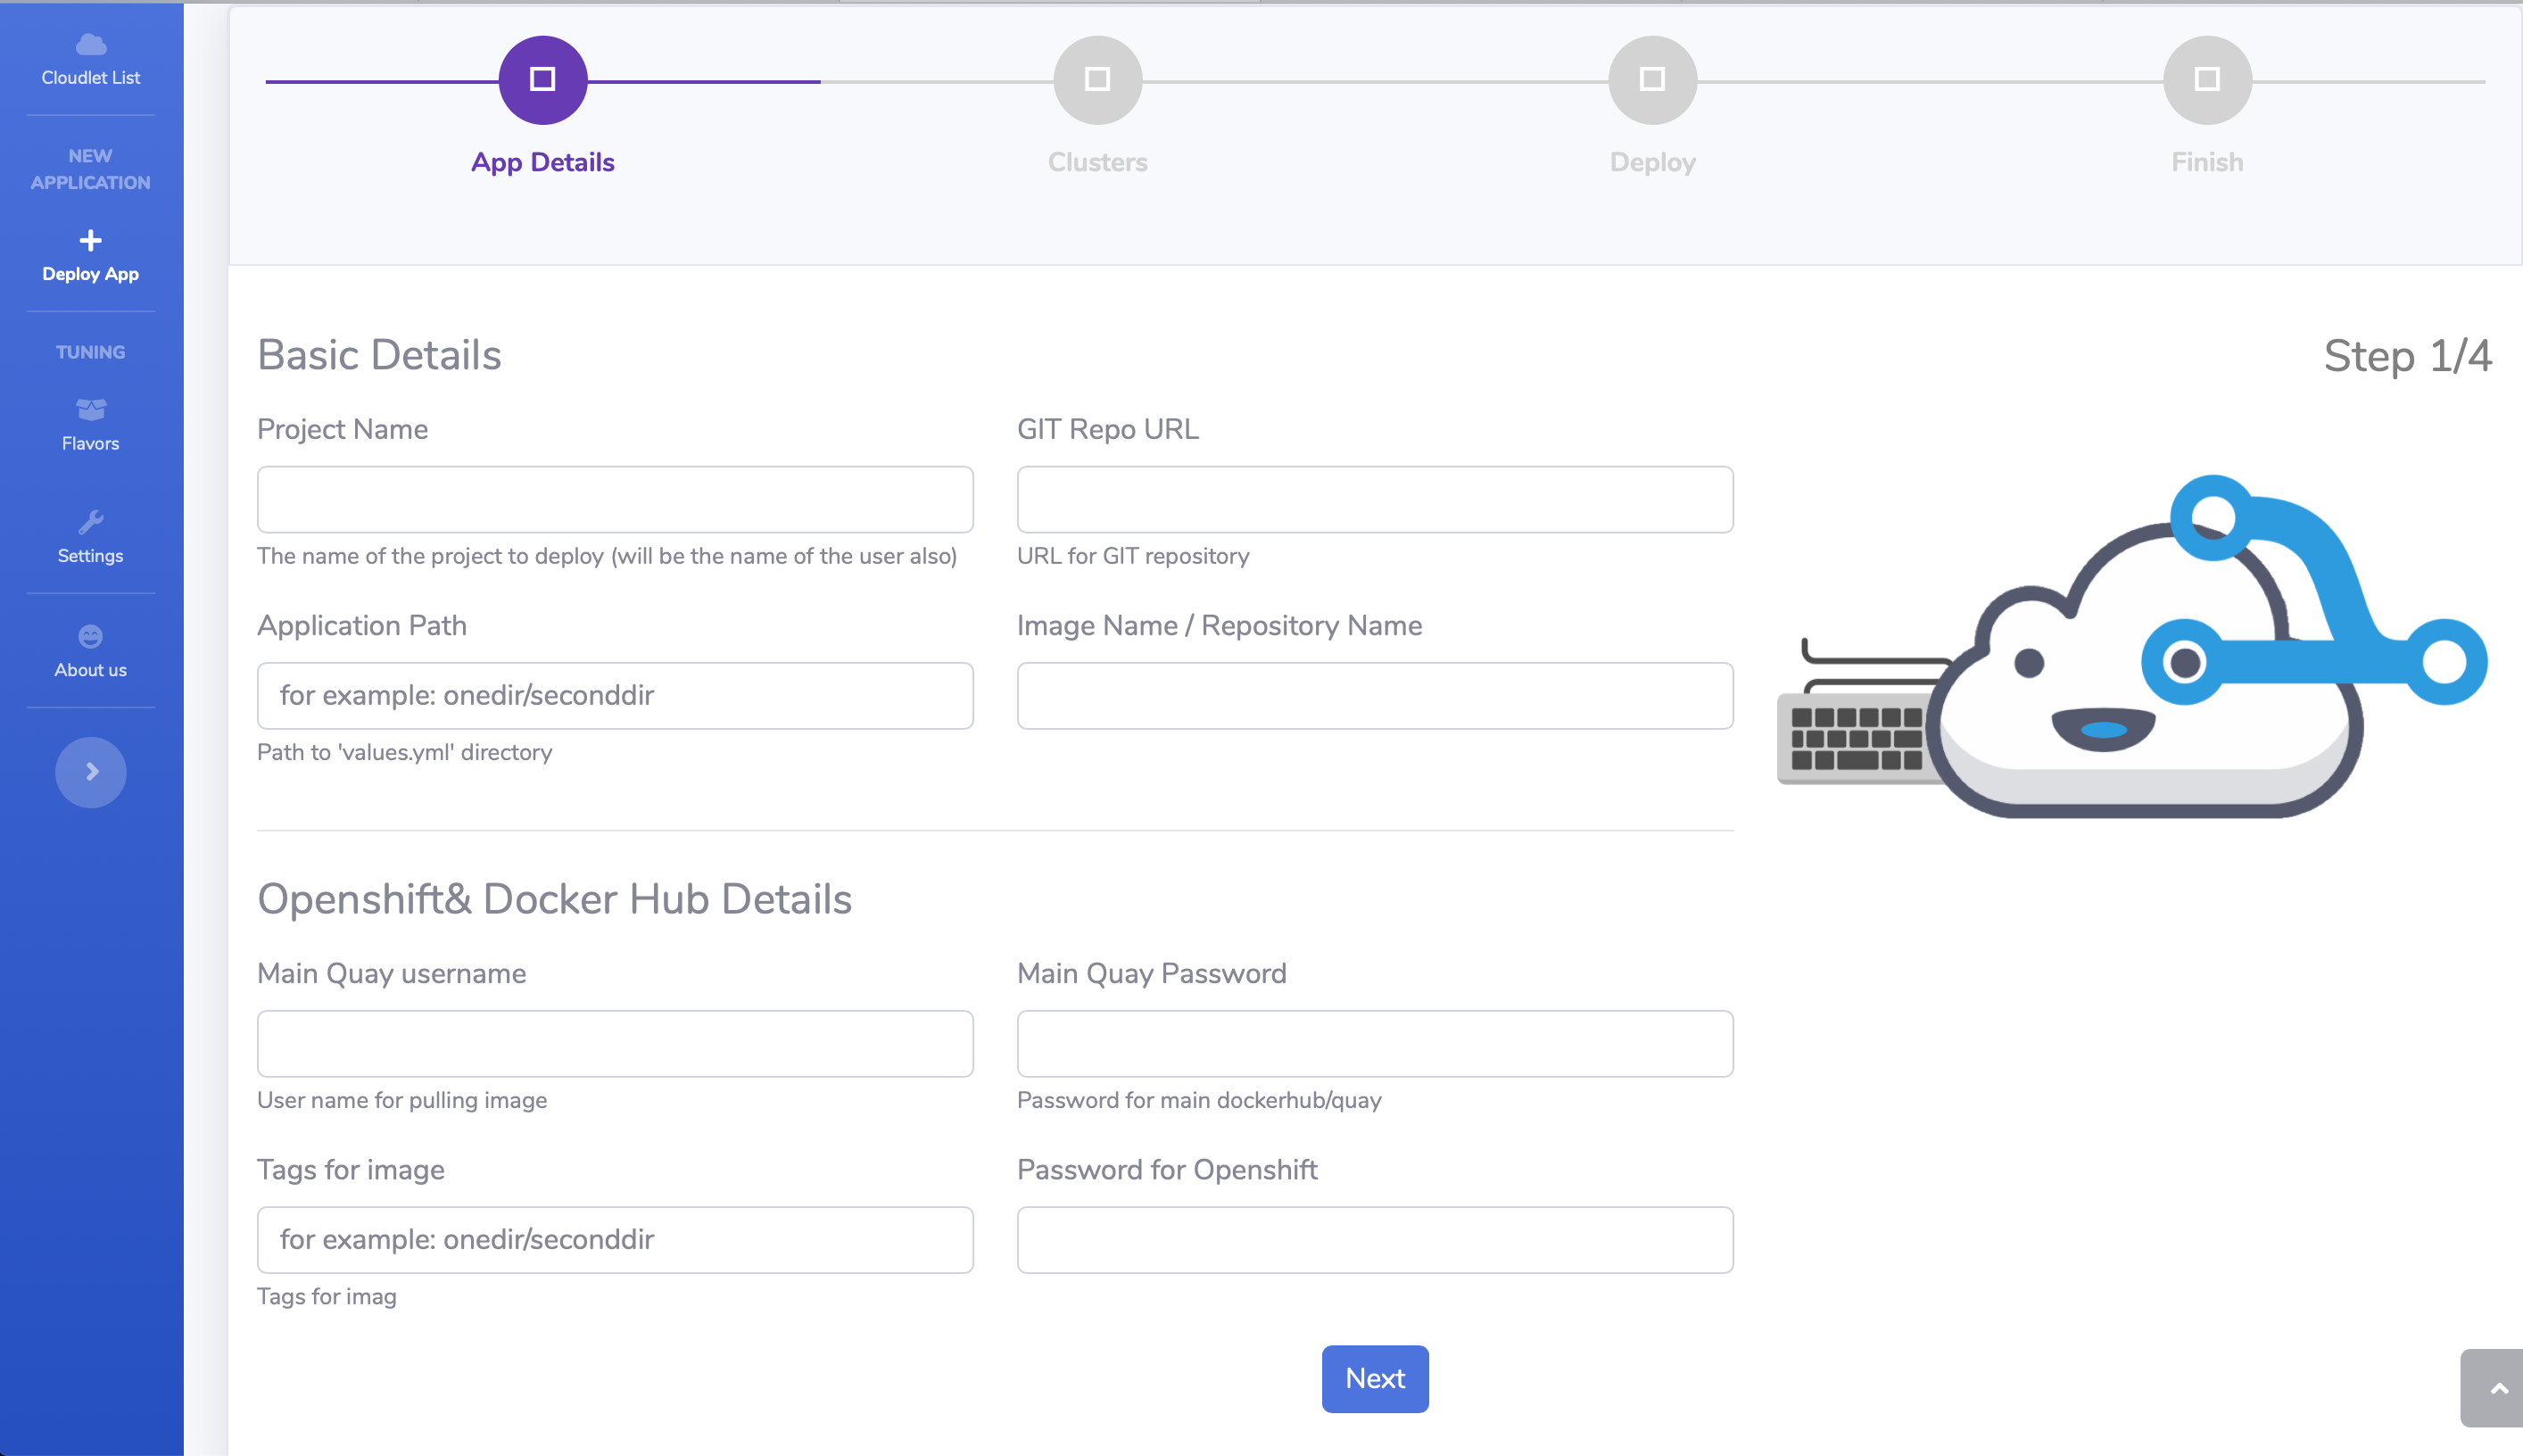 Cloudlet List
NEW
APPLICATION
Deploy App
TUNING
Flavors
Settings
About us
App Details
Clusters
Deploy
Finish
Basic Details
Step 1/4
Project Name
GIT Repo URL
The name of the project to deploy (will be the name of the user also)
URL for GIT repository
Application Path
Image Name / Repository Name
for example: onedir/seconddir
Path to 'values.yml' directory
Openshift& Docker Hub Details
Main Quay username
Main Quay Password
User name for pulling image
Password for main dockerhub/quay
Tags for image
Password for Openshift
for example: onedir/seconddir
Tags for imag
Next